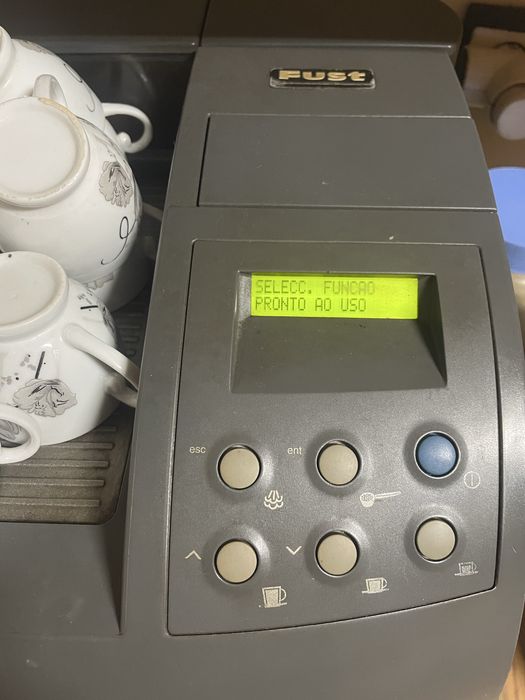 Fust
SELECC. FUNCAO
PRONTO AO USO
esc
ent